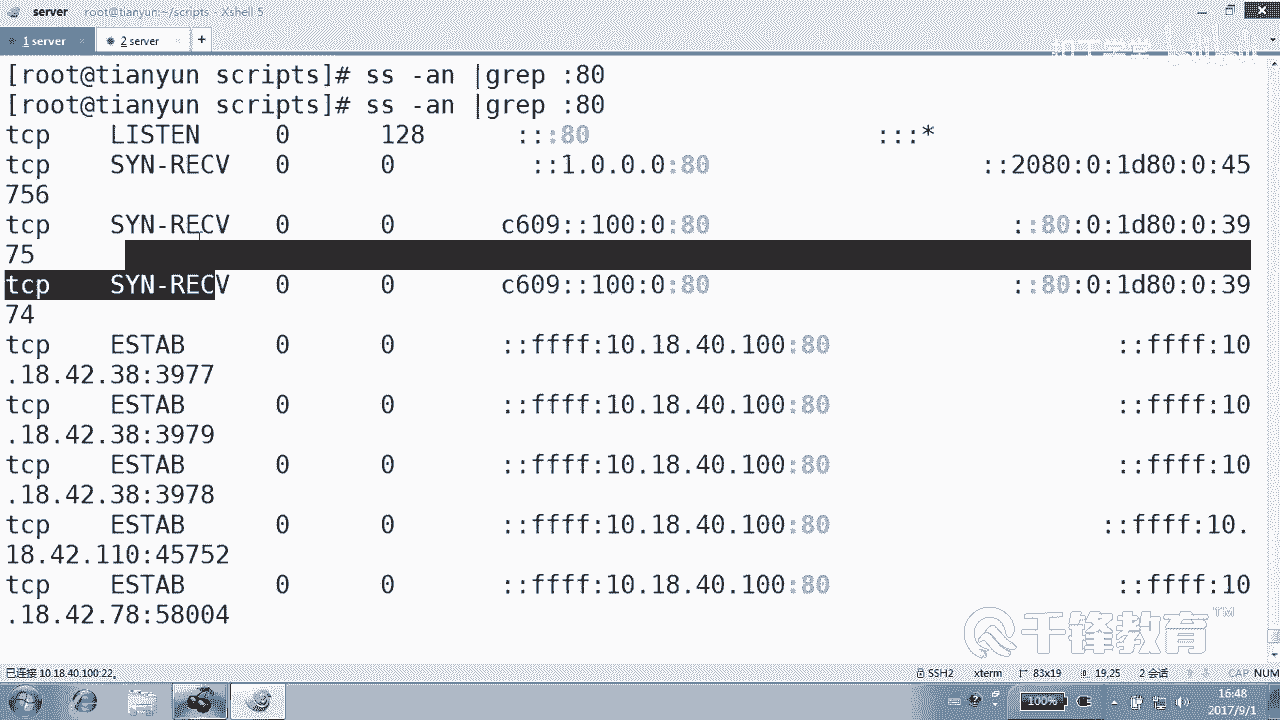 server root@tianyun:~/scripts - Xshell 5
1 server × 2 server × +
[root@tianyun scripts]# ss -an |grep :80
[root@tianyun scripts]# ss -an |grep :80
tcp LISTEN 0 128 :::80 :::*
tcp SYN-RECV 0 0 ::1.0.0.0:80 ::2080:0:1d80:0:45
756
tcp SYN-RECV 0 0 c609::100:0:80 ::80:0:1d80:0:39
75
tcp SYN-RECV 0 0 c609::100:0:80 ::80:0:1d80:0:39
74
tcp ESTAB 0 0 ::ffff:10.18.40.100:80 ::ffff:10
.18.42.38:3977
tcp ESTAB 0 0 ::ffff:10.18.40.100:80 ::ffff:10
.18.42.38:3979
tcp ESTAB 0 0 ::ffff:10.18.40.100:80 ::ffff:10
.18.42.38:3978
tcp ESTAB 0 0 ::ffff:10.18.40.100:80 ::ffff:10.
18.42.110:45752
tcp ESTAB 0 0 ::ffff:10.18.40.100:80 ::ffff:10
.18.42.78:58004
千锋教育™
已连接 10.18.40.100:22。 SSH2 xterm 83x19 19,25 2 会话 CAP NUM
100% 16:48
2017/9/1